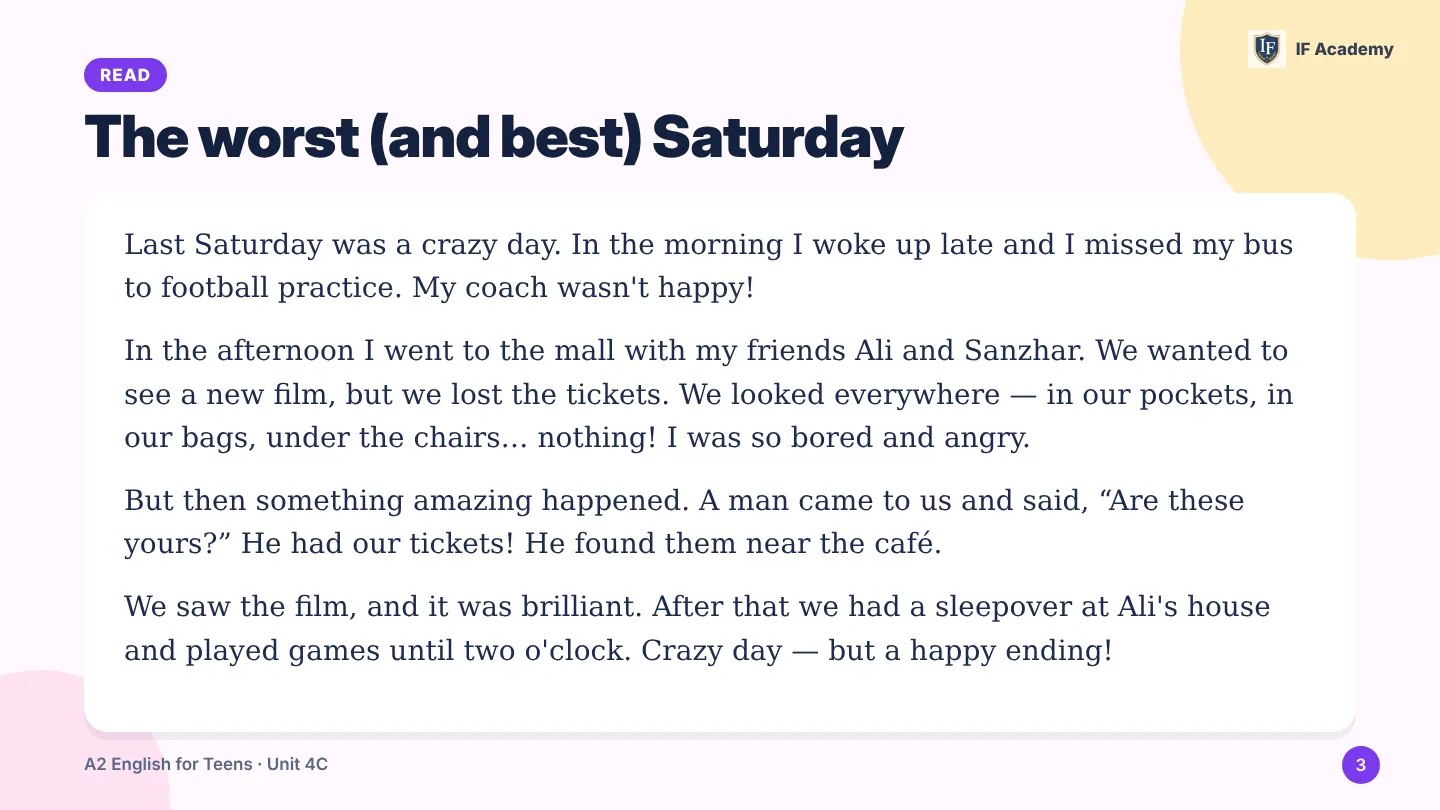 IF
IF Academy
READ
The worst (and best) Saturday
Last Saturday was a crazy day. In the morning I woke up late and I missed my bus
to football practice. My coach wasn't happy!
In the afternoon I went to the mall with my friends Ali and Sanzhar. We wanted to
see a new film, but we lost the tickets. We looked everywhere — in our pockets, in
our bags, under the chairs… nothing! I was so bored and angry.
But then something amazing happened. A man came to us and said, “Are these
yours?” He had our tickets! He found them near the café.
We saw the film, and it was brilliant. After that we had a sleepover at Ali's house
and played games until two o'clock. Crazy day — but a happy ending!
A2 English for Teens · Unit 4C
3